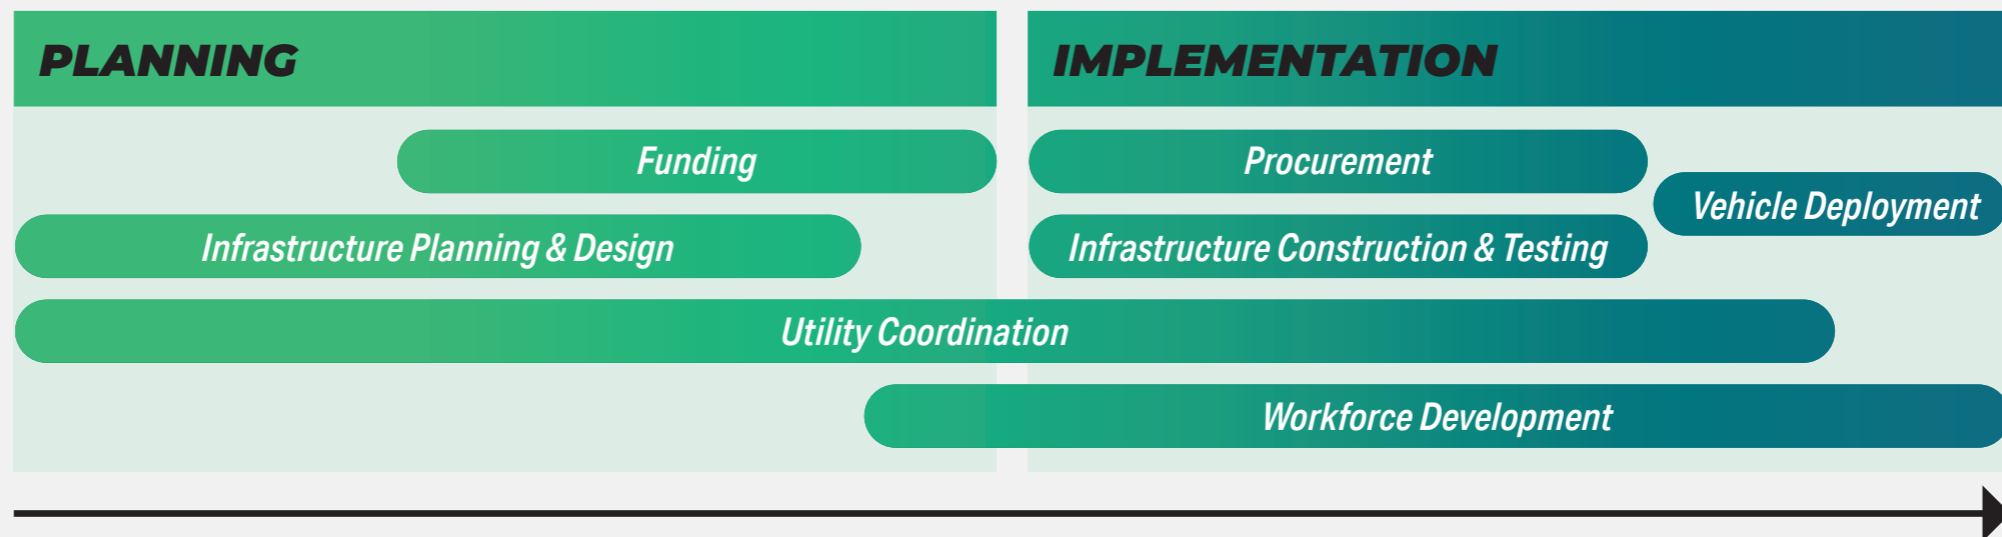 PLANNING
IMPLEMENTATION
Funding
Procurement
Vehicle Deployment
Infrastructure Planning & Design
Infrastructure Construction & Testing
Utility Coordination
Workforce Development